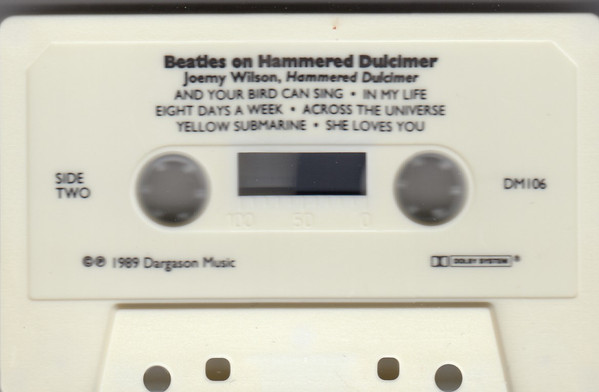 Beatles on Hammered Dulcimer
Joemy Wilson, Hammered Dulcimer
AND YOUR BIRD CAN SING • IN MY LIFE
EIGHT DAYS A WEEK • ACROSS THE UNIVERSE
YELLOW SUBMARINE • SHE LOVES YOU
SIDE
TWO
DM106
100 50 0
©℗ 1989 Dargason Music
DOLBY SYSTEM ®